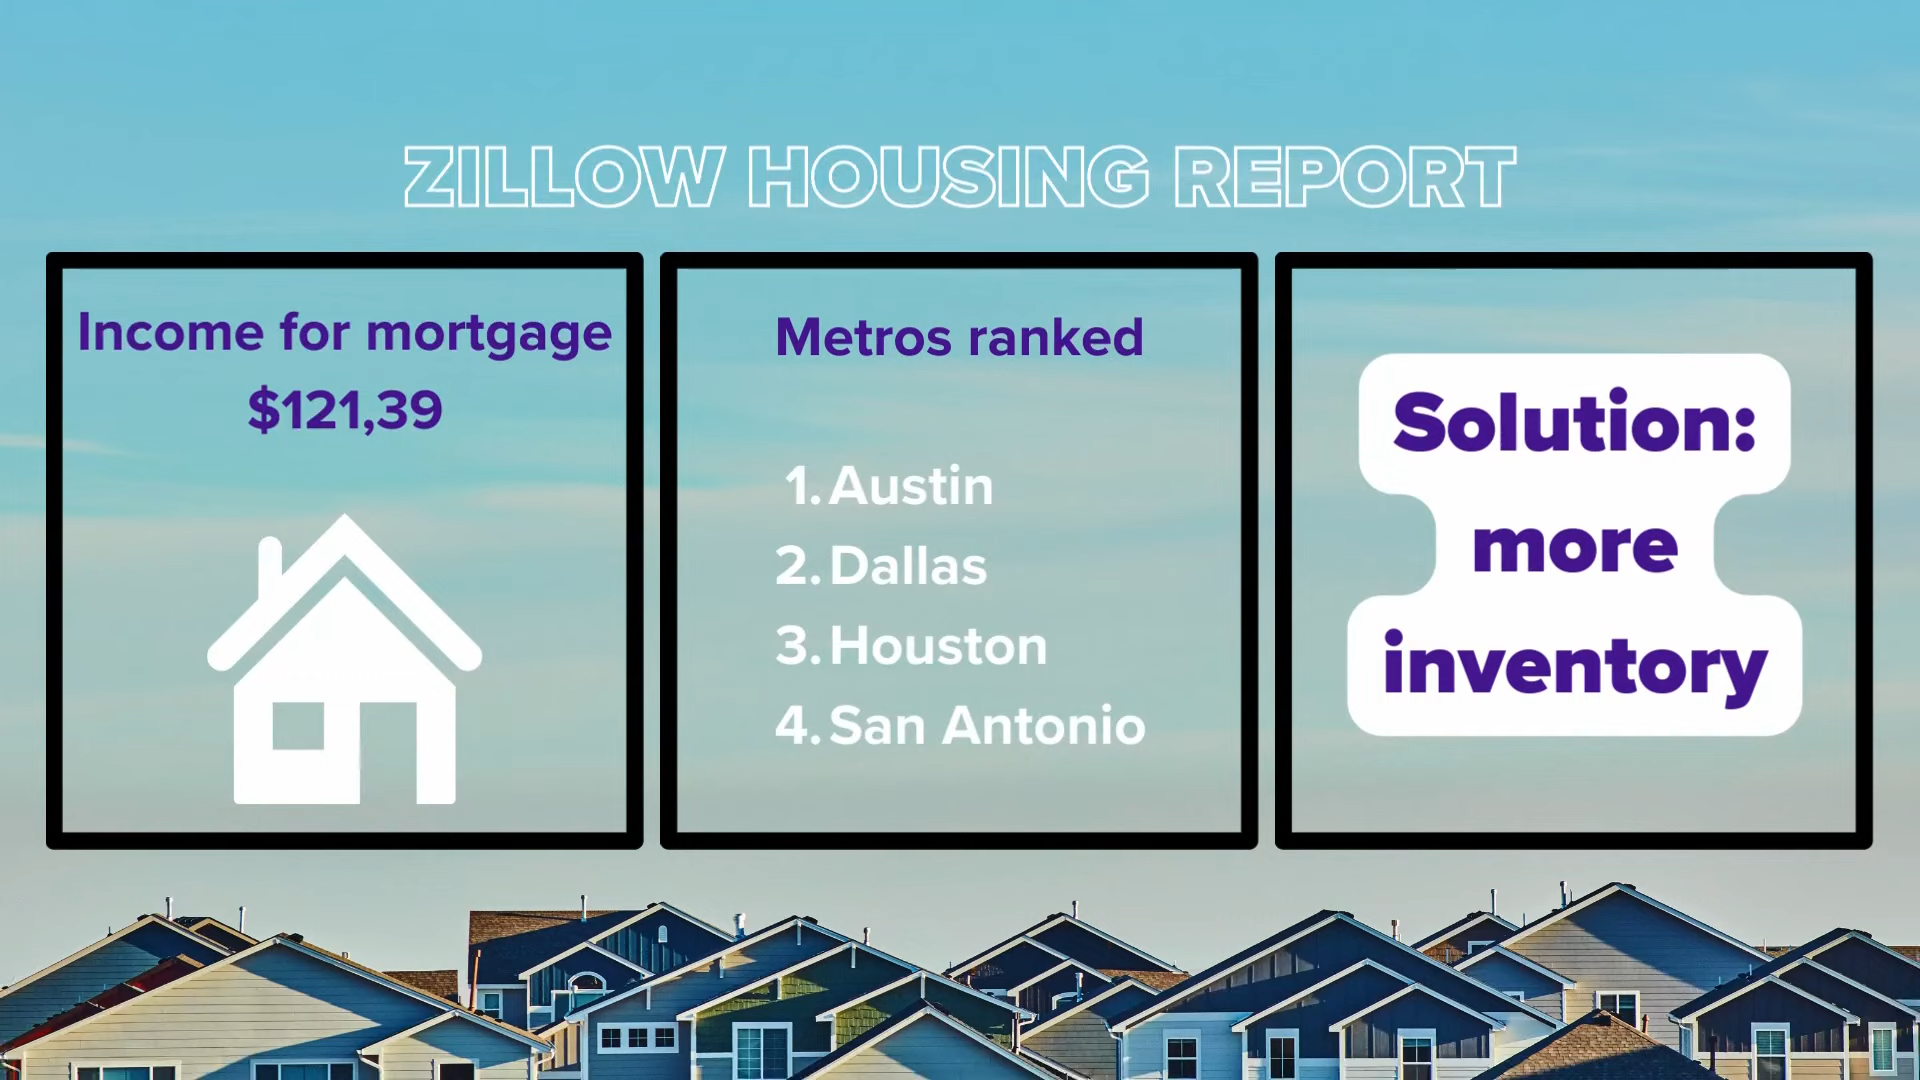 ZILLOW HOUSING REPORT
Income for mortgage
$121,39
Metros ranked
1. Austin
2. Dallas
3. Houston
4. San Antonio
Solution:
more
inventory